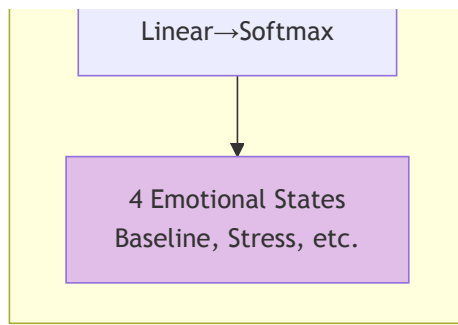 Linear→Softmax
4 Emotional States
Baseline, Stress, etc.